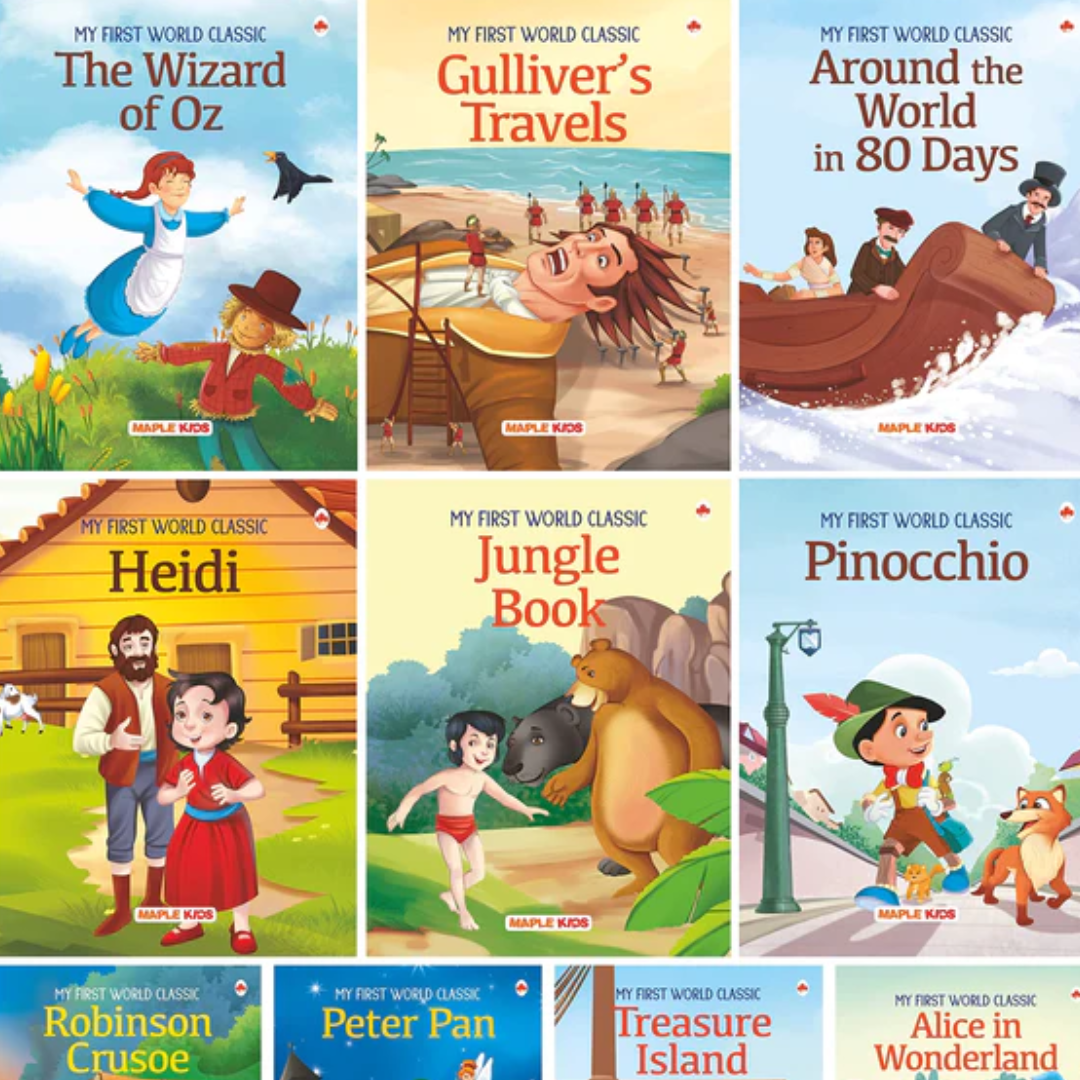 MY FIRST WORLD CLASSIC
The Wizard
of Oz
MAPLE KIDS
MY FIRST WORLD CLASSIC
Gulliver's
Travels
MAPLE KIDS
MY FIRST WORLD CLASSIC
Around the
World
in 80 Days
MAPLE KIDS
MY FIRST WORLD CLASSIC
Heidi
MAPLE KIDS
MY FIRST WORLD CLASSIC
Jungle
Book
MAPLE KIDS
MY FIRST WORLD CLASSIC
Pinocchio
MAPLE KIDS
MY FIRST WORLD CLASSIC
Robinson
Crusoe
MY FIRST WORLD CLASSIC
Peter Pan
MY FIRST WORLD CLASSIC
Treasure
Island
MY FIRST WORLD CLASSIC
Alice in
Wonderland